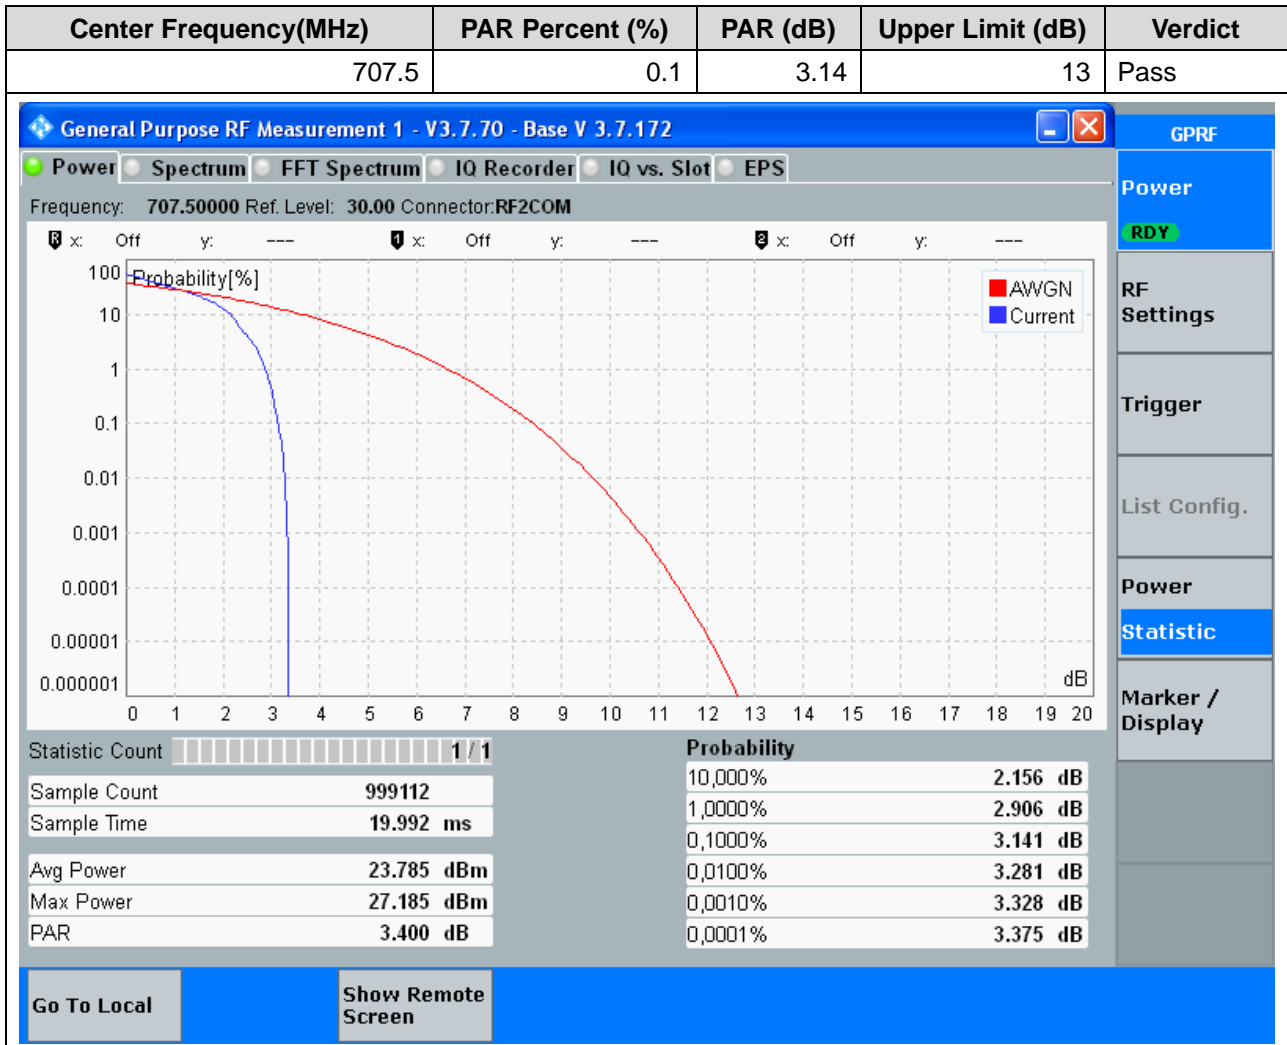 Center Frequency(MHz) PAR Percent (%) PAR (dB) Upper Limit (dB) Verdict
707.5 0.1 3.14 13 Pass
General Purpose RF Measurement 1 - V3.7.70 - Base V 3.7.172
GPRF
Power Spectrum FFT Spectrum IQ Recorder IQ vs. Slot EPS
Power
RDY
Frequency: 707.50000 Ref. Level: 30.00 Connector:RF2COM
R x: Off y: --- 1 x: Off y: --- 2 x: Off y: ---
Probability[%]
AWGN
Current
100
10
1
0.1
0.01
0.001
0.0001
0.00001
0.000001
dB
0 1 2 3 4 5 6 7 8 9 10 11 12 13 14 15 16 17 18 19 20
RF
Settings
Trigger
List Config.
Power
Statistic
Marker /
Display
Statistic Count 1 / 1
Sample Count 999112
Sample Time 19.992 ms
Avg Power 23.785 dBm
Max Power 27.185 dBm
PAR 3.400 dB
Probability
10,000% 2.156 dB
1,0000% 2.906 dB
0,1000% 3.141 dB
0,0100% 3.281 dB
0,0010% 3.328 dB
0,0001% 3.375 dB
Go To Local
Show Remote
Screen